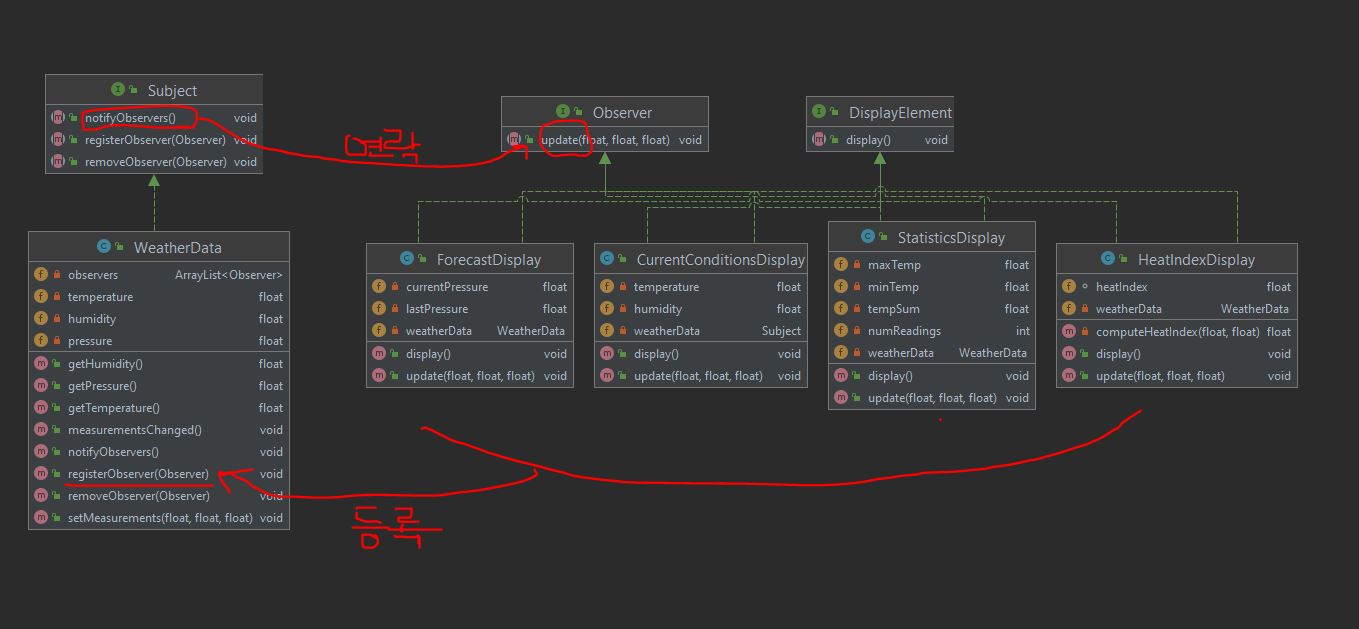 Subject
notifyObservers() void
registerObserver(Observer) void
removeObserver(Observer) void
연락
Observer
update(float, float, float) void
DisplayElement
display() void
WeatherData
observers ArrayList<Observer>
temperature float
humidity float
pressure float
getHumidity() float
getPressure() float
getTemperature() float
measurementsChanged() void
notifyObservers() void
registerObserver(Observer) void
removeObserver(Observer) void
setMeasurements(float, float, float) void
ForecastDisplay
currentPressure float
lastPressure float
weatherData WeatherData
display() void
update(float, float, float) void
CurrentConditionsDisplay
temperature float
humidity float
weatherData Subject
display() void
update(float, float, float) void
StatisticsDisplay
maxTemp float
minTemp float
tempSum float
numReadings int
weatherData WeatherData
display() void
update(float, float, float) void
HeatIndexDisplay
heatIndex float
weatherData WeatherData
computeHeatIndex(float, float) float
display() void
update(float, float, float) void
등록